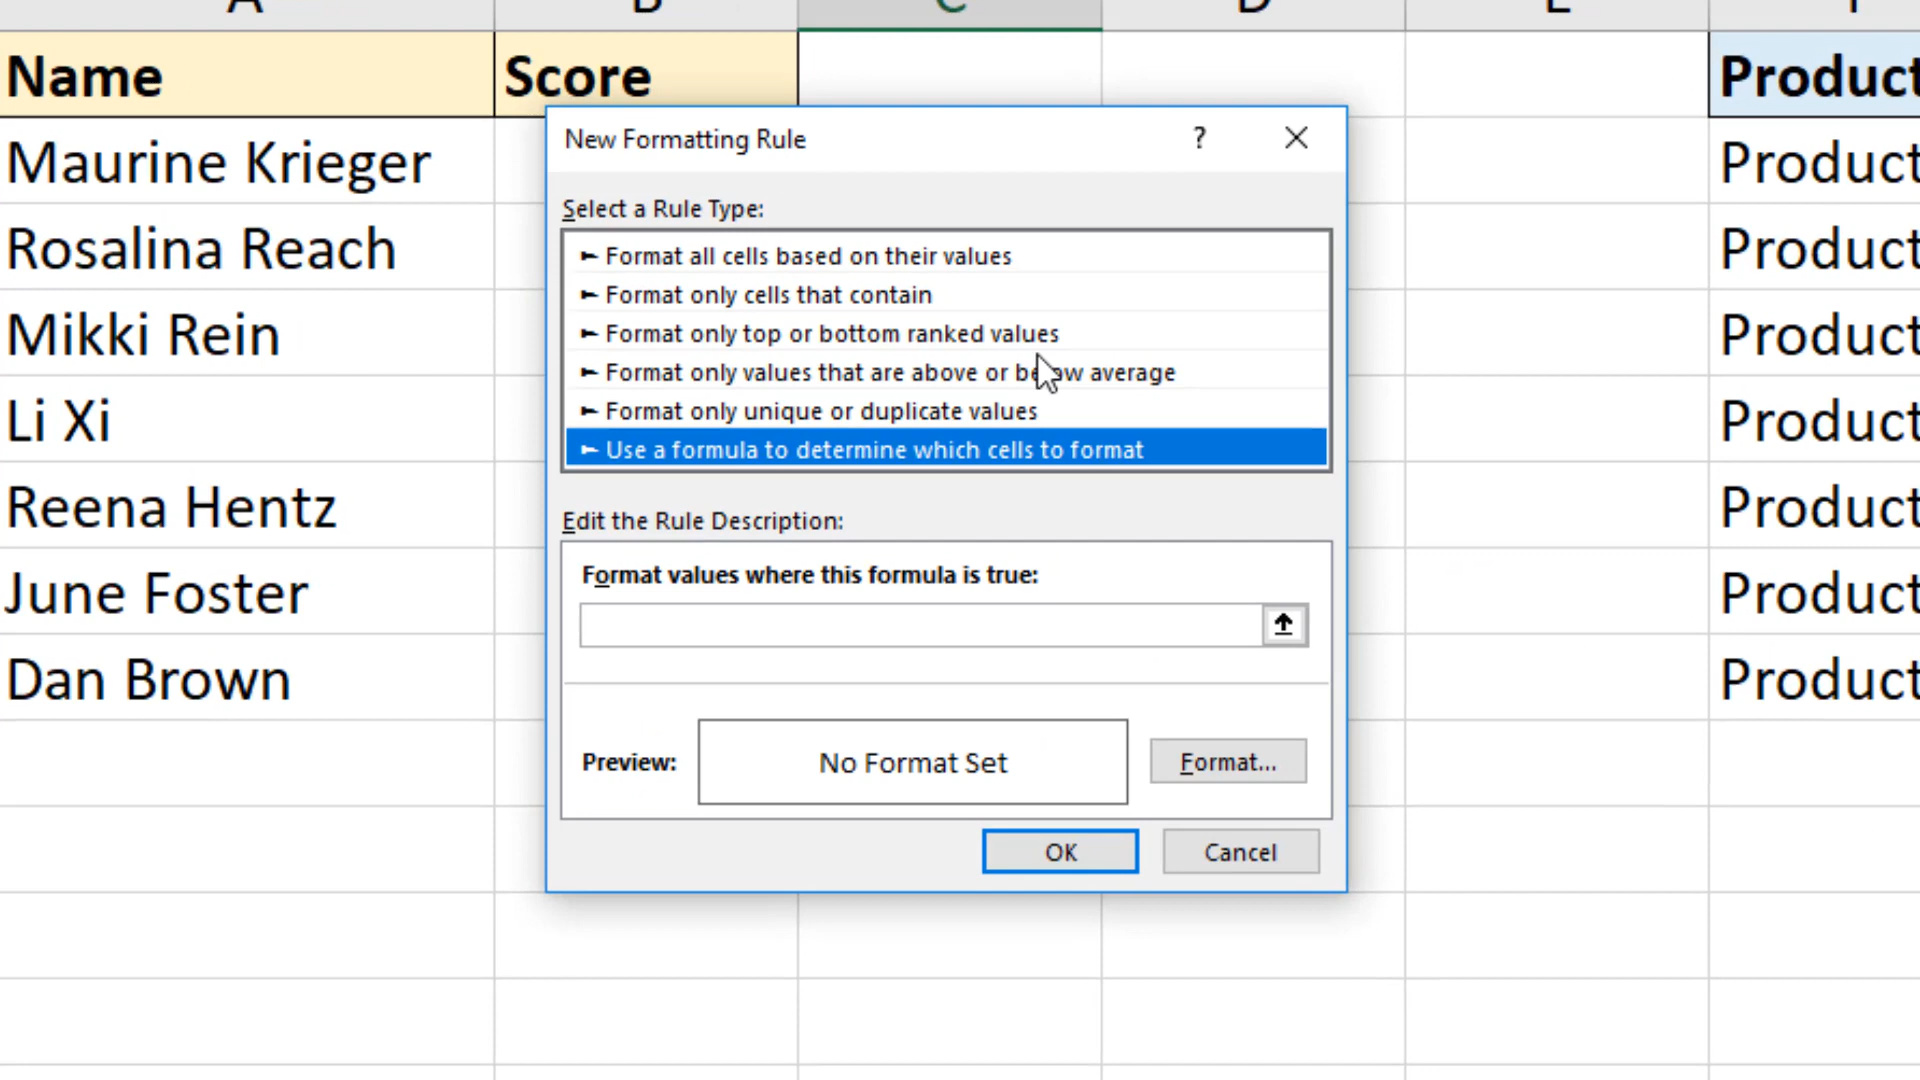 A B C D E F
Name Score Product
Maurine Krieger Product
Rosalina Reach Product
Mikki Rein Product
Li Xi Product
Reena Hentz Product
June Foster Product
Dan Brown Product
New Formatting Rule ? 
Select a Rule Type:
► Format all cells based on their values
► Format only cells that contain
► Format only top or bottom ranked values
► Format only values that are above or below average
► Format only unique or duplicate values
► Use a formula to determine which cells to format
Edit the Rule Description:
Format values where this formula is true:
Preview: No Format Set Format...
OK Cancel